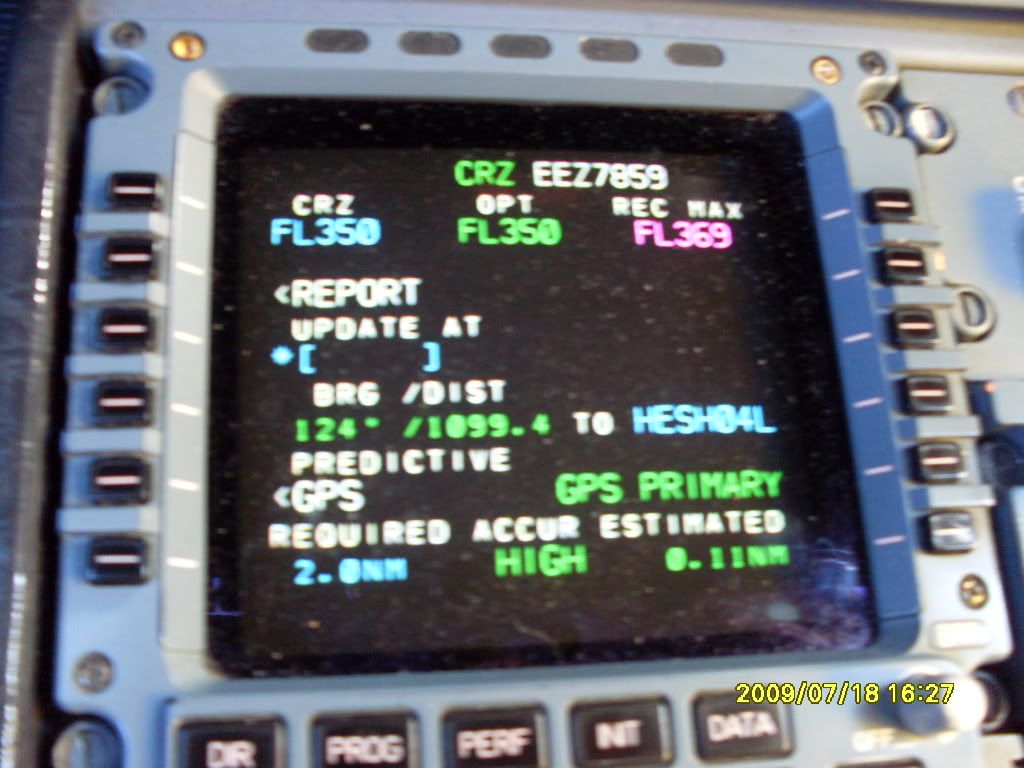 CRZ EEZ7859
CRZ OPT REC MAX
FL350 FL350 FL369
<REPORT
UPDATE AT
*[ ]
BRG /DIST
124° /1099.4 TO HESH04L
PREDICTIVE
<GPS GPS PRIMARY
REQUIRED ACCUR ESTIMATED
2.0NM HIGH 0.11NM
2009/07/18 16:27
DIR PROG PERF INIT DATA